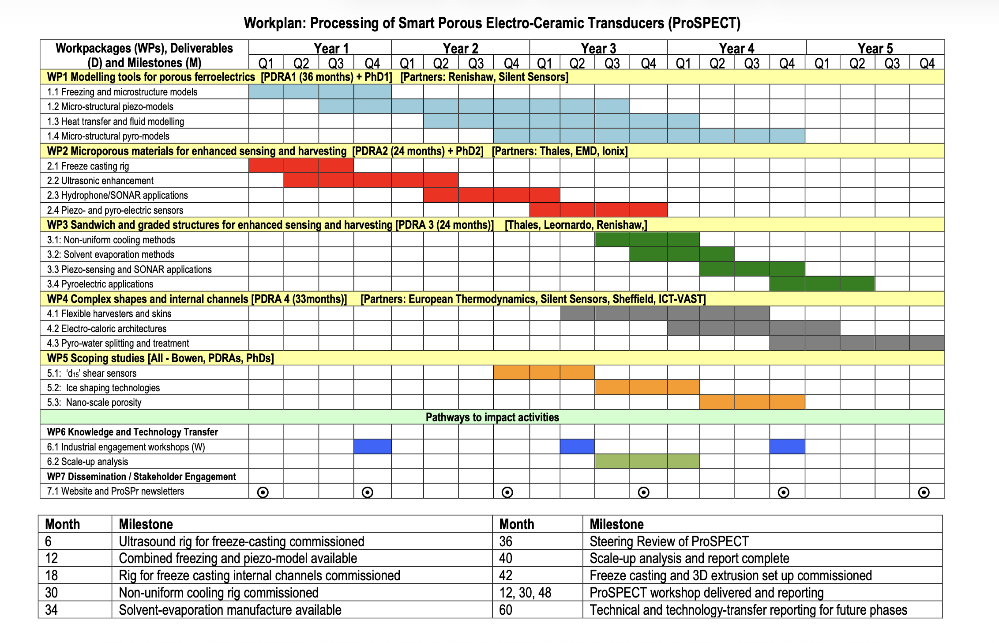 Workplan: Processing of Smart Porous Electro-Ceramic Transducers (ProSPECT)
Workpackages (WPs), Deliverables (D) and Milestones (M)
Year 1 Year 2 Year 3 Year 4 Year 5
Q1 Q2 Q3 Q4 Q1 Q2 Q3 Q4 Q1 Q2 Q3 Q4 Q1 Q2 Q3 Q4 Q1 Q2 Q3 Q4
WP1 Modelling tools for porous ferroelectrics [PDRA1 (36 months) + PhD1] [Partners: Renishaw, Silent Sensors]
1.1 Freezing and microstructure models
1.2 Micro-structural piezo-models
1.3 Heat transfer and fluid modelling
1.4 Micro-structural pyro-models
WP2 Microporous materials for enhanced sensing and harvesting [PDRA2 (24 months) + PhD2] [Partners: Thales, EMD, Ionix]
2.1 Freeze casting rig
2.2 Ultrasonic enhancement
2.3 Hydrophone/SONAR applications
2.4 Piezo- and pyro-electric sensors
WP3 Sandwich and graded structures for enhanced sensing and harvesting [PDRA 3 (24 months)] [Thales, Leornardo, Renishaw,]
3.1: Non-uniform cooling methods
3.2: Solvent evaporation methods
3.3 Piezo-sensing and SONAR applications
3.4 Pyroelectric applications
WP4 Complex shapes and internal channels [PDRA 4 (33months)] [Partners: European Thermodynamics, Silent Sensors, Sheffield, ICT-VAST]
4.1 Flexible harvesters and skins
4.2 Electro-caloric architectures
4.3 Pyro-water splitting and treatment
WP5 Scoping studies [All - Bowen, PDRAs, PhDs]
5.1: ‘d15’ shear sensors
5.2: Ice shaping technologies
5.3: Nano-scale porosity
Pathways to impact activities
WP6 Knowledge and Technology Transfer
6.1 Industrial engagement workshops (W)
6.2 Scale-up analysis
WP7 Dissemination / Stakeholder Engagement
7.1 Website and ProSPr newsletters
Month Milestone Month Milestone
6 Ultrasound rig for freeze-casting commissioned 36 Steering Review of ProSPECT
12 Combined freezing and piezo-model available 40 Scale-up analysis and report complete
18 Rig for freeze casting internal channels commissioned 42 Freeze casting and 3D extrusion set up commissioned
30 Non-uniform cooling rig commissioned 12, 30, 48 ProSPECT workshop delivered and reporting
34 Solvent-evaporation manufacture available 60 Technical and technology-transfer reporting for future phases